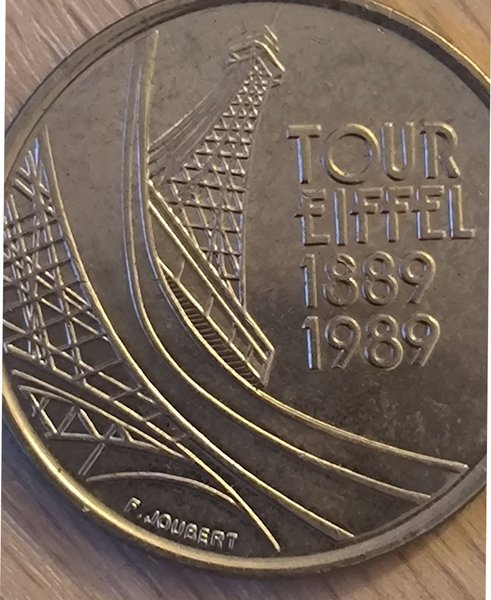 TOUR
EIFFEL
1889
1989
F. JOUBERT